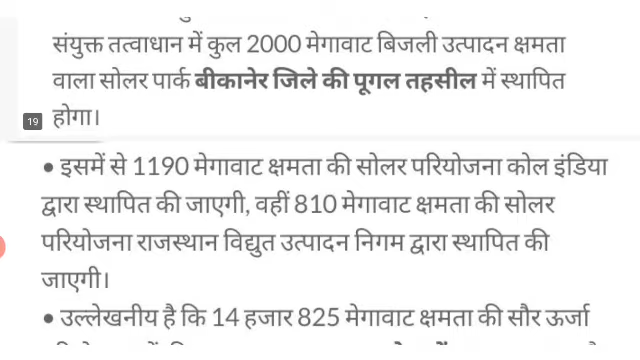 संयुक्त तत्वाधान में कुल 2000 मेगावाट बिजली उत्पादन क्षमता
वाला सोलर पार्क बीकानेर जिले की पूगल तहसील में स्थापित
19 होगा।
• इसमें से 1190 मेगावाट क्षमता की सोलर परियोजना कोल इंडिया
द्वारा स्थापित की जाएगी, वहीं 810 मेगावाट क्षमता की सोलर
परियोजना राजस्थान विद्युत उत्पादन निगम द्वारा स्थापित की
जाएगी।
• उल्लेखनीय है कि 14 हजार 825 मेगावाट क्षमता की सौर ऊर्जा